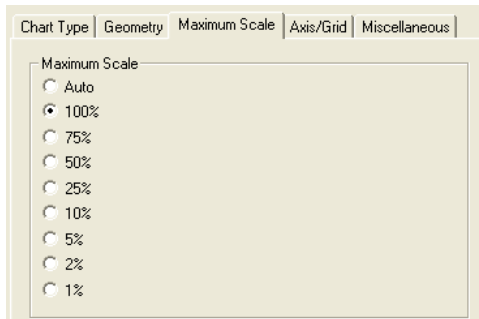 Chart Type Geometry Maximum Scale Axis/Grid Miscellaneous
Maximum Scale
Auto
100%
75%
50%
25%
10%
5%
2%
1%